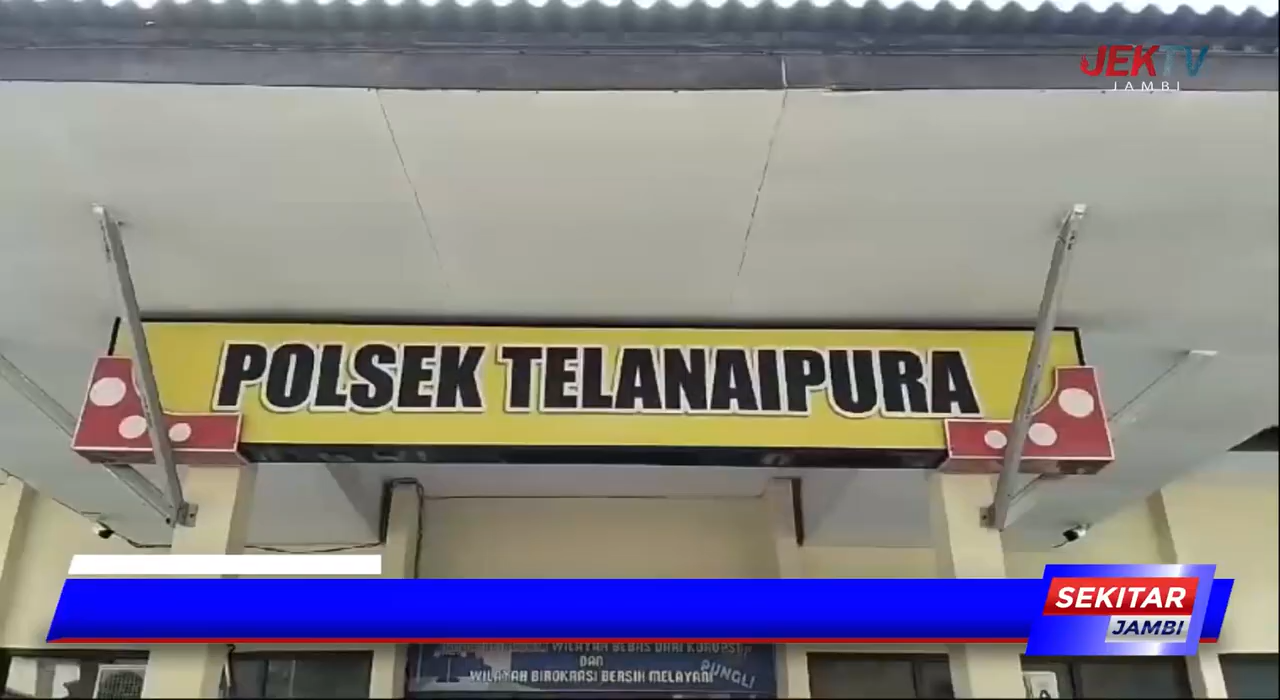 JEKTV
JAMBI
POLSEK TELANAIPURA
SEKITAR
JAMBI
WILAYAH BEBAS DARI KORUPSI
DAN
WILAYAH BIROKRASI BERSIH MELAYANI
PUNGLI